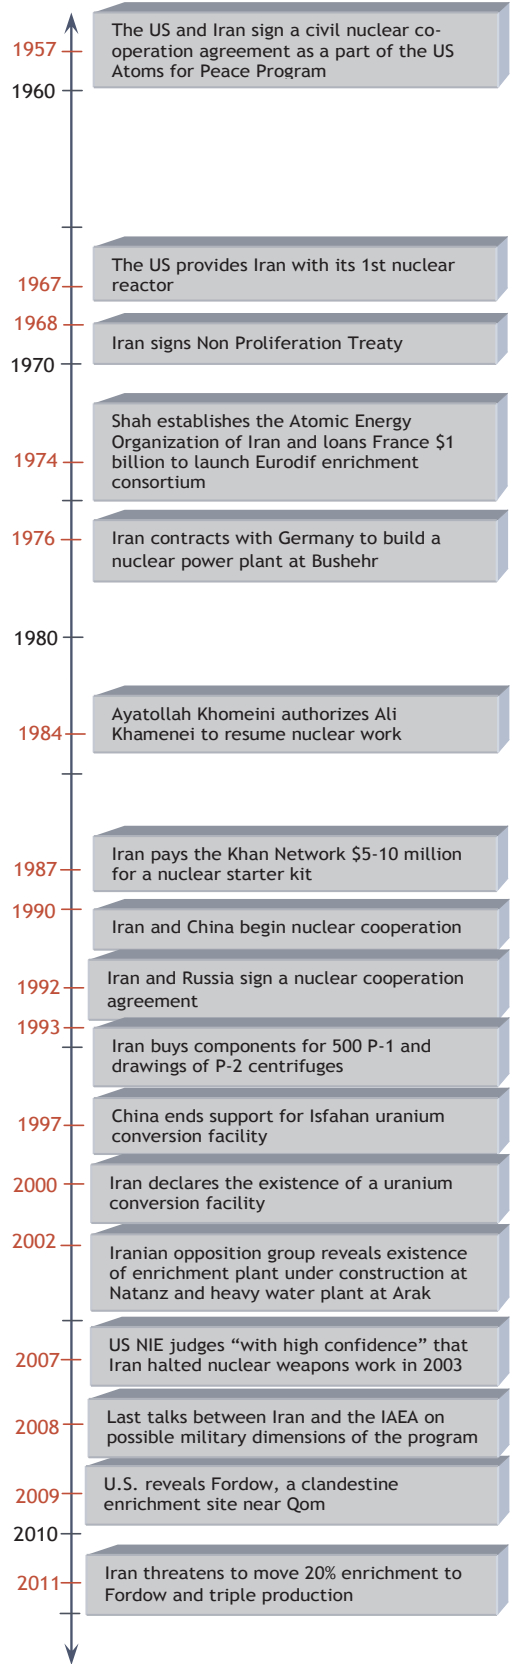 The US and Iran sign a civil nuclear co-
1957
operation agreement as a part of the US
Atoms for Peace Program
1960
The US provides Iran with its 1st nuclear
1967
reactor
1968
Iran signs Non Proliferation Treaty
1970
Shah establishes the Atomic Energy
Organization of Iran and loans France $1
1974
billion to launch Eurodif enrichment
consortium
1976
Iran contracts with Germany to build a
nuclear power plant at Bushehr
1980
Ayatollah Khomeini authorizes Ali
1984
Khamenei to resume nuclear work
Iran pays the Khan Network $5-10 million
1987
for a nuclear starter kit
1990
Iran and China begin nuclear cooperation
1992
Iran and Russia sign a nuclear cooperation
agreement
1993
Iran buys components for 500 P-1 and
drawings of P-2 centrifuges
1997
China ends support for Isfahan uranium
conversion facility
2000
Iran declares the existence of a uranium
conversion facility
2002
Iranian opposition group reveals existence
of enrichment plant under construction at
Natanz and heavy water plant at Arak
US NIE judges “with high confidence” that
2007
Iran halted nuclear weapons work in 2003
2008
Last talks between Iran and the IAEA on
possible military dimensions of the program
U.S. reveals Fordow, a clandestine
2009
enrichment site near Qom
2010
Iran threatens to move 20% enrichment to
2011
Fordow and triple production